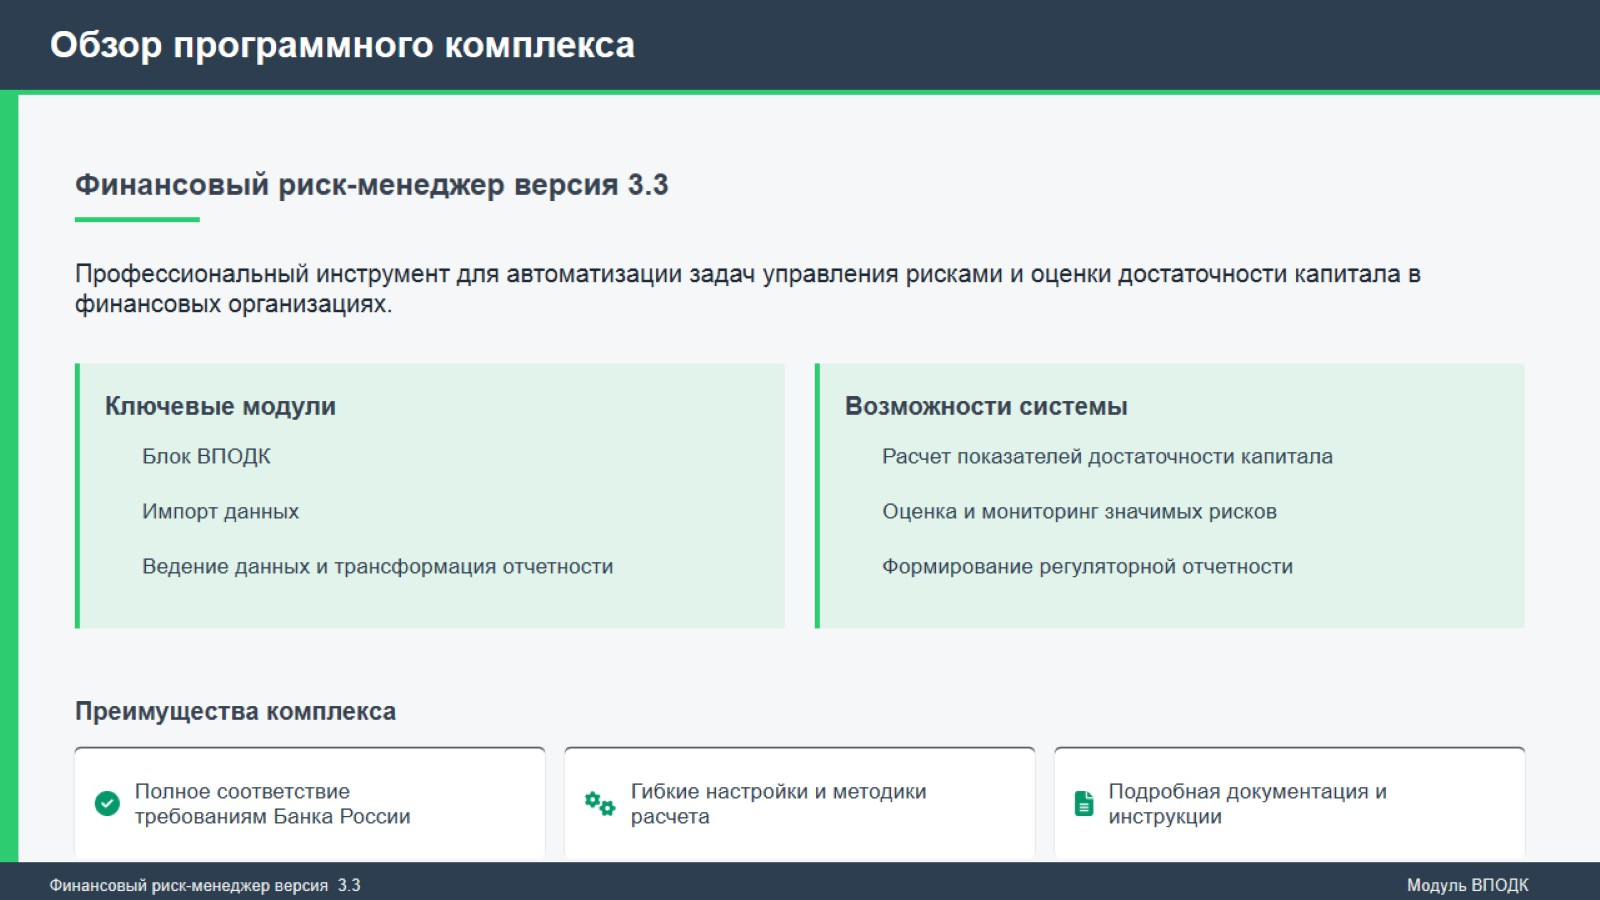 Обзор программного комплекса
Финансовый риск-менеджер версия 3.3
Профессиональный инструмент для автоматизации задач управления рисками и оценки достаточности капитала в
финансовых организациях.
Ключевые модули
Блок ВПОДК
Импорт данных
Ведение данных и трансформация отчетности
Возможности системы
Расчет показателей достаточности капитала
Оценка и мониторинг значимых рисков
Формирование регуляторной отчетности
Преимущества комплекса
Полное соответствие
требованиям Банка России
Гибкие настройки и методики
расчета
Подробная документация и
инструкции
Финансовый риск-менеджер версия 3.3
Модуль ВПОДК